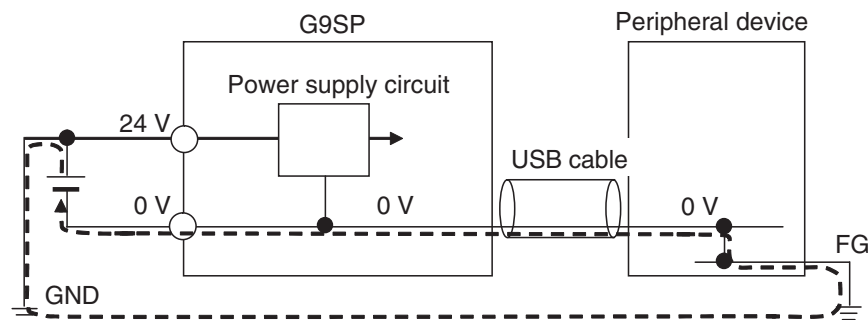 G9SP
Peripheral device
Power supply circuit
24 V
USB cable
0 V
0 V
0 V
FG
GND